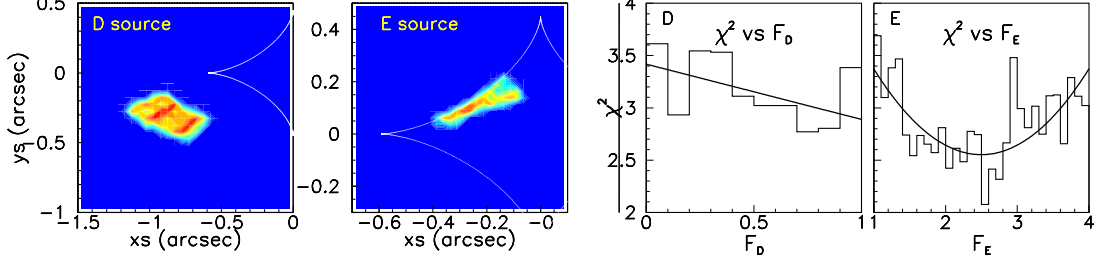 D source
0.5
0
−0.5
−1
ys (arcsec)
−1.5
−1
−0.5
0
xs (arcsec)
E source
0.4
0.2
0
−0.2
−0.6
−0.4
−0.2
−0
xs (arcsec)
D
χ² vs F_D
4
3.5
3
2.5
2
χ²
0
0.5
1
F_D
E
χ² vs F_E
1
2
3
4
F_E